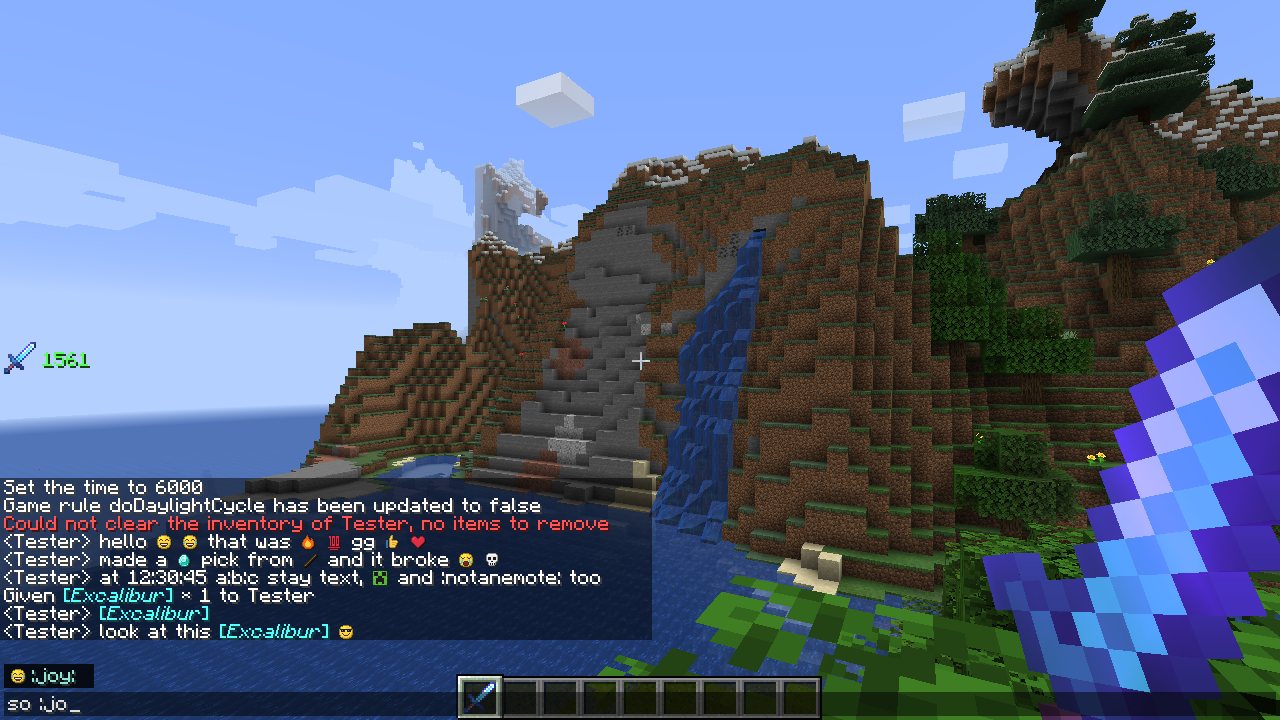 1561
Set the time to 6000
Game rule doDaylightCycle has been updated to false
Could not clear the inventory of Tester, no items to remove
<Tester> hello 😄 😄 that was 🔥 ‼ gg 👍 ❤
<Tester> made a 💎 pick from and it broke 😭 💀
<Tester> at 12:30:45 a:b:c stay text, and :notanemote: too
Given [Excalibur] × 1 to Tester
<Tester> [Excalibur]
<Tester> look at this [Excalibur] 😎
😄 :joy:
so :jo_